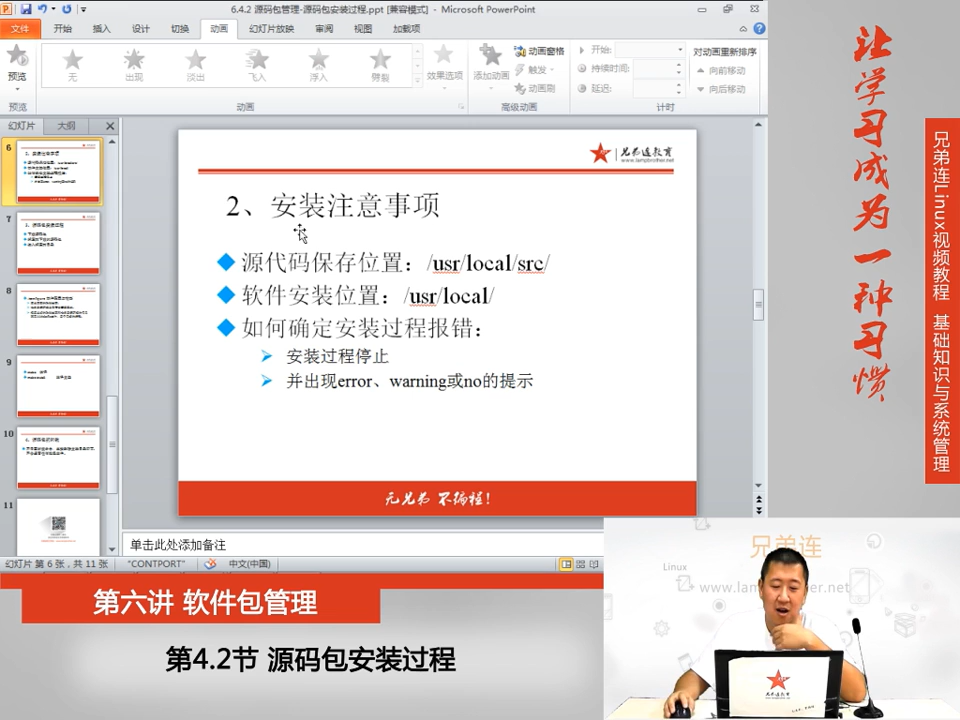 6.4.2 源码包管理-源码包安装过程.ppt [兼容模式] - Microsoft PowerPoint
文件 开始 插入 设计 切换 动画 幻灯片放映 审阅 视图 加载项
预览 无 出现 淡出 飞入 浮入 劈裂 效果选项 添加动画 动画窗格 触发 动画刷 开始: 持续时间: 延迟: 对动画重新排序 向前移动 向后移动
预览 动画 高级动画 计时
幻灯片 大纲
6
7
8
9
10
11
兄弟连教育
www.lampbrother.net
2、安装注意事项
源代码保存位置：/usr/local/src/
软件安装位置：/usr/local/
如何确定安装过程报错：
安装过程停止
并出现error、warning或no的提示
无兄弟 不编程！
单击此处添加备注
幻灯片 第 6 张，共 11 张 "CONTPORT" 中文(中国)
让学习成为一种习惯
兄弟连Linux视频教程 基础知识与系统管理
第六讲 软件包管理
第4.2节 源码包安装过程
兄弟连
Linux
www.lam
er.net